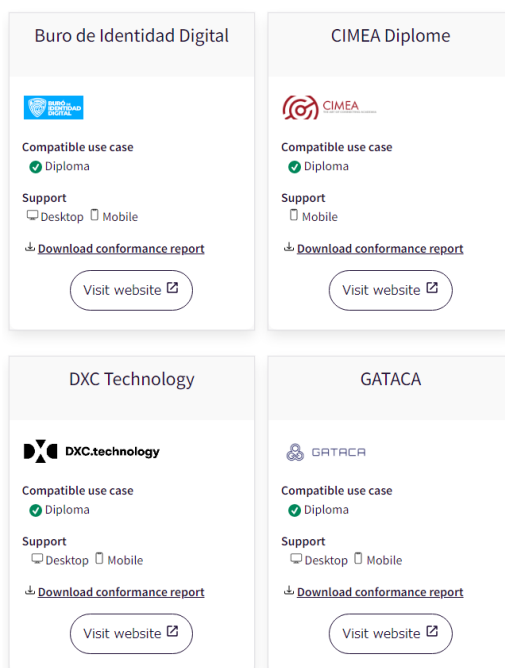 Buro de Identidad Digital
BURÓ DE
IDENTIDAD
DIGITAL
Compatible use case
Diploma
Support
Desktop Mobile
Download conformance report
Visit website
CIMEA Diplome
CIMEA
Compatible use case
Diploma
Support
Mobile
Download conformance report
Visit website
DXC Technology
DXC.technology
Compatible use case
Diploma
Support
Desktop Mobile
Download conformance report
Visit website
GATACA
GATACA
Compatible use case
Diploma
Support
Desktop Mobile
Download conformance report
Visit website